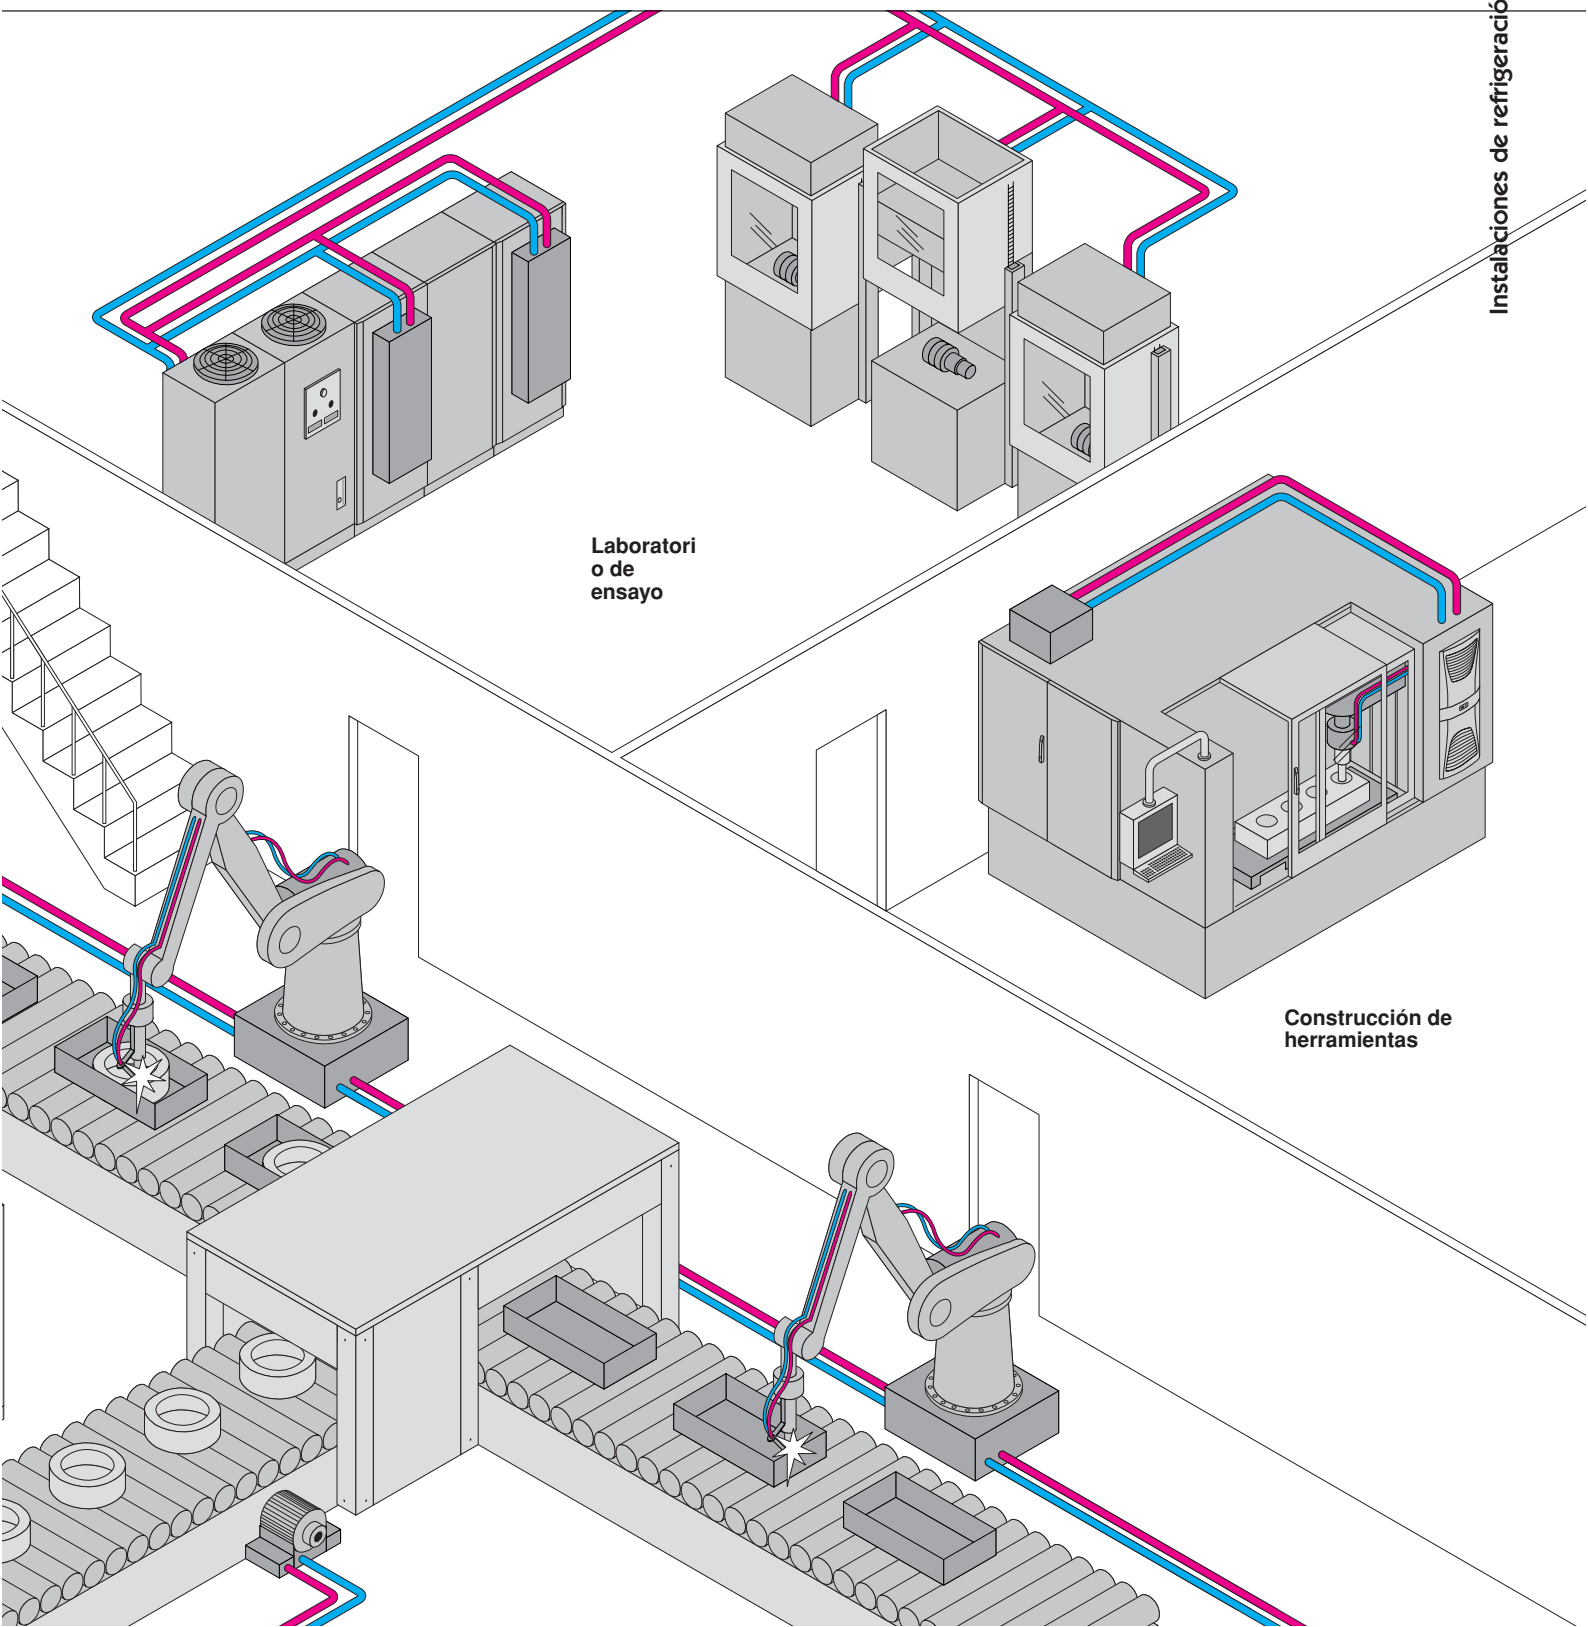 Instalaciones de refrigeració
Laboratori
o de
ensayo
Construcción de
herramientas